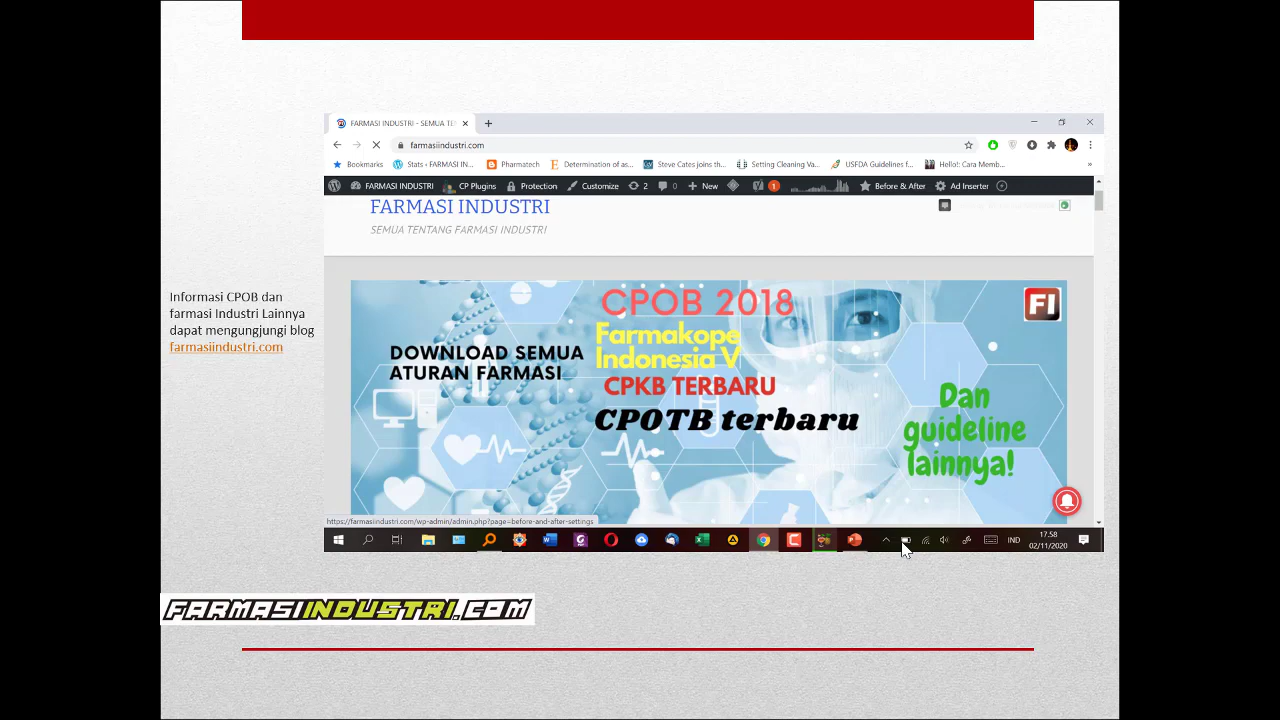 FARMASI INDUSTRI - SEMUA TE
farmasiindustri.com
Bookmarks
Stats ‹ FARMASI IN...
Pharmatech
Determination of as...
Steve Cates joins th...
Setting Cleaning Va...
USFDA Guidelines f...
Hello!: Cara Memb...
»
FARMASI INDUSTRI
CP Plugins
Protection
Customize
2
0
New
1
Before & After
Ad Inserter
FARMASI INDUSTRI
SEMUA TENTANG FARMASI INDUSTRI
Informasi CPOB dan
farmasi Industri Lainnya
dapat mengungjungi blog
farmasiindustri.com
DOWNLOAD SEMUA
ATURAN FARMASI
CPOB 2018
Farmakope
Indonesia V
CPKB TERBARU
CPOTB terbaru
FI
Dan
guideline
lainnya!
https://farmasiindustri.com/wp-admin/admin.php?page=before-and-after-settings
IND
17.58
02/11/2020
FARMASIINDUSTRI.COM